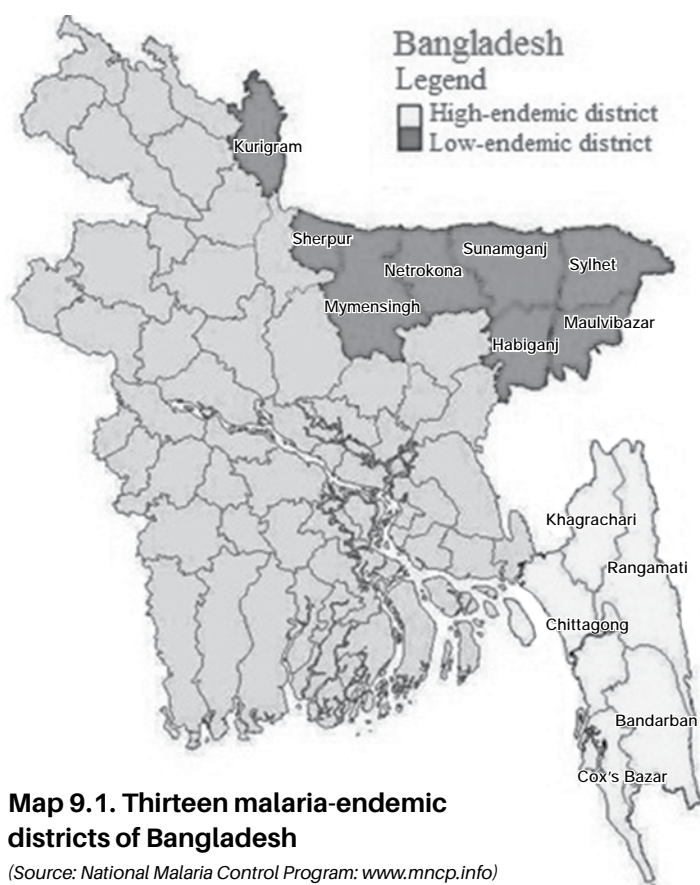 Bangladesh
Legend
High-endemic district
Low-endemic district
Kurigram
Sherpur
Sunamganj
Sylhet
Netrokona
Mymensingh
Maulvibazar
Habiganj
Khagrachari
Rangamati
Chittagong
Bandarban
Cox's Bazar
Map 9.1. Thirteen malaria-endemic
districts of Bangladesh
(Source: National Malaria Control Program: www.mncp.info)